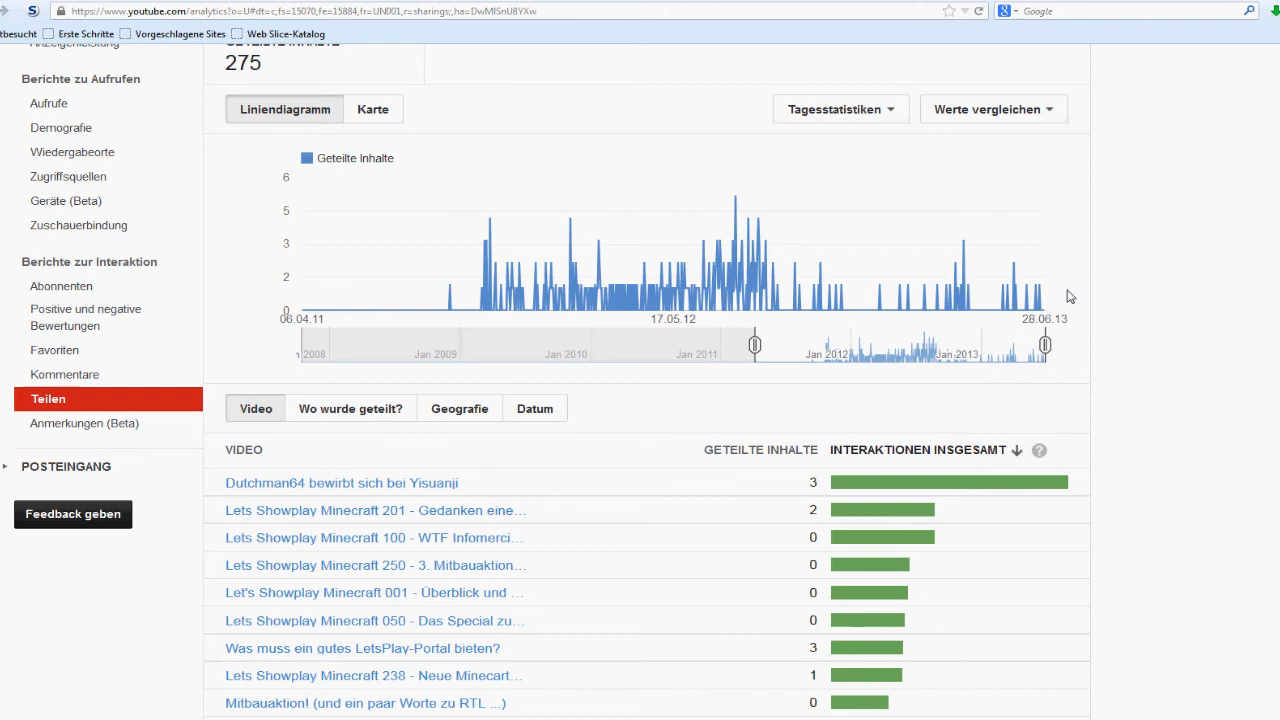 https://www.youtube.com/analytics?o=U#dt=c,fs=15070,fe=15884,fr=UN001,r=sharings;,ha=DwMlSnU8YXw
Google
tbesucht Erste Schritte Vorgeschlagene Sites Web Slice-Katalog
Anzeigenleistung
GETEILTE INHALTE
275
Berichte zu Aufrufen
Liniendiagramm Karte Tagesstatistiken Werte vergleichen
Aufrufe
Demografie
Wiedergabeorte
Zugriffsquellen
Geräte (Beta)
Zuschauerbindung
Berichte zur Interaktion
Abonnenten
Positive und negative
Bewertungen
Favoriten
Kommentare
Teilen
Anmerkungen (Beta)
POSTEINGANG
Feedback geben
Geteilte Inhalte
6
5
3
2
0
06.04.11 17.05.12 28.06.13
n 2008 Jan 2009 Jan 2010 Jan 2011 Jan 2012 Jan 2013
Video Wo wurde geteilt? Geografie Datum
VIDEO GETEILTE INHALTE INTERAKTIONEN INSGESAMT ?
Dutchman64 bewirbt sich bei Yisuanji 3
Lets Showplay Minecraft 201 - Gedanken eine... 2
Lets Showplay Minecraft 100 - WTF Infomerci... 0
Lets Showplay Minecraft 250 - 3. Mitbauaktion... 0
Let's Showplay Minecraft 001 - Überblick und ... 0
Lets Showplay Minecraft 050 - Das Special zu... 0
Was muss ein gutes LetsPlay-Portal bieten? 3
Lets Showplay Minecraft 238 - Neue Minecart... 1
Mitbauaktion! (und ein paar Worte zu RTL ...) 0